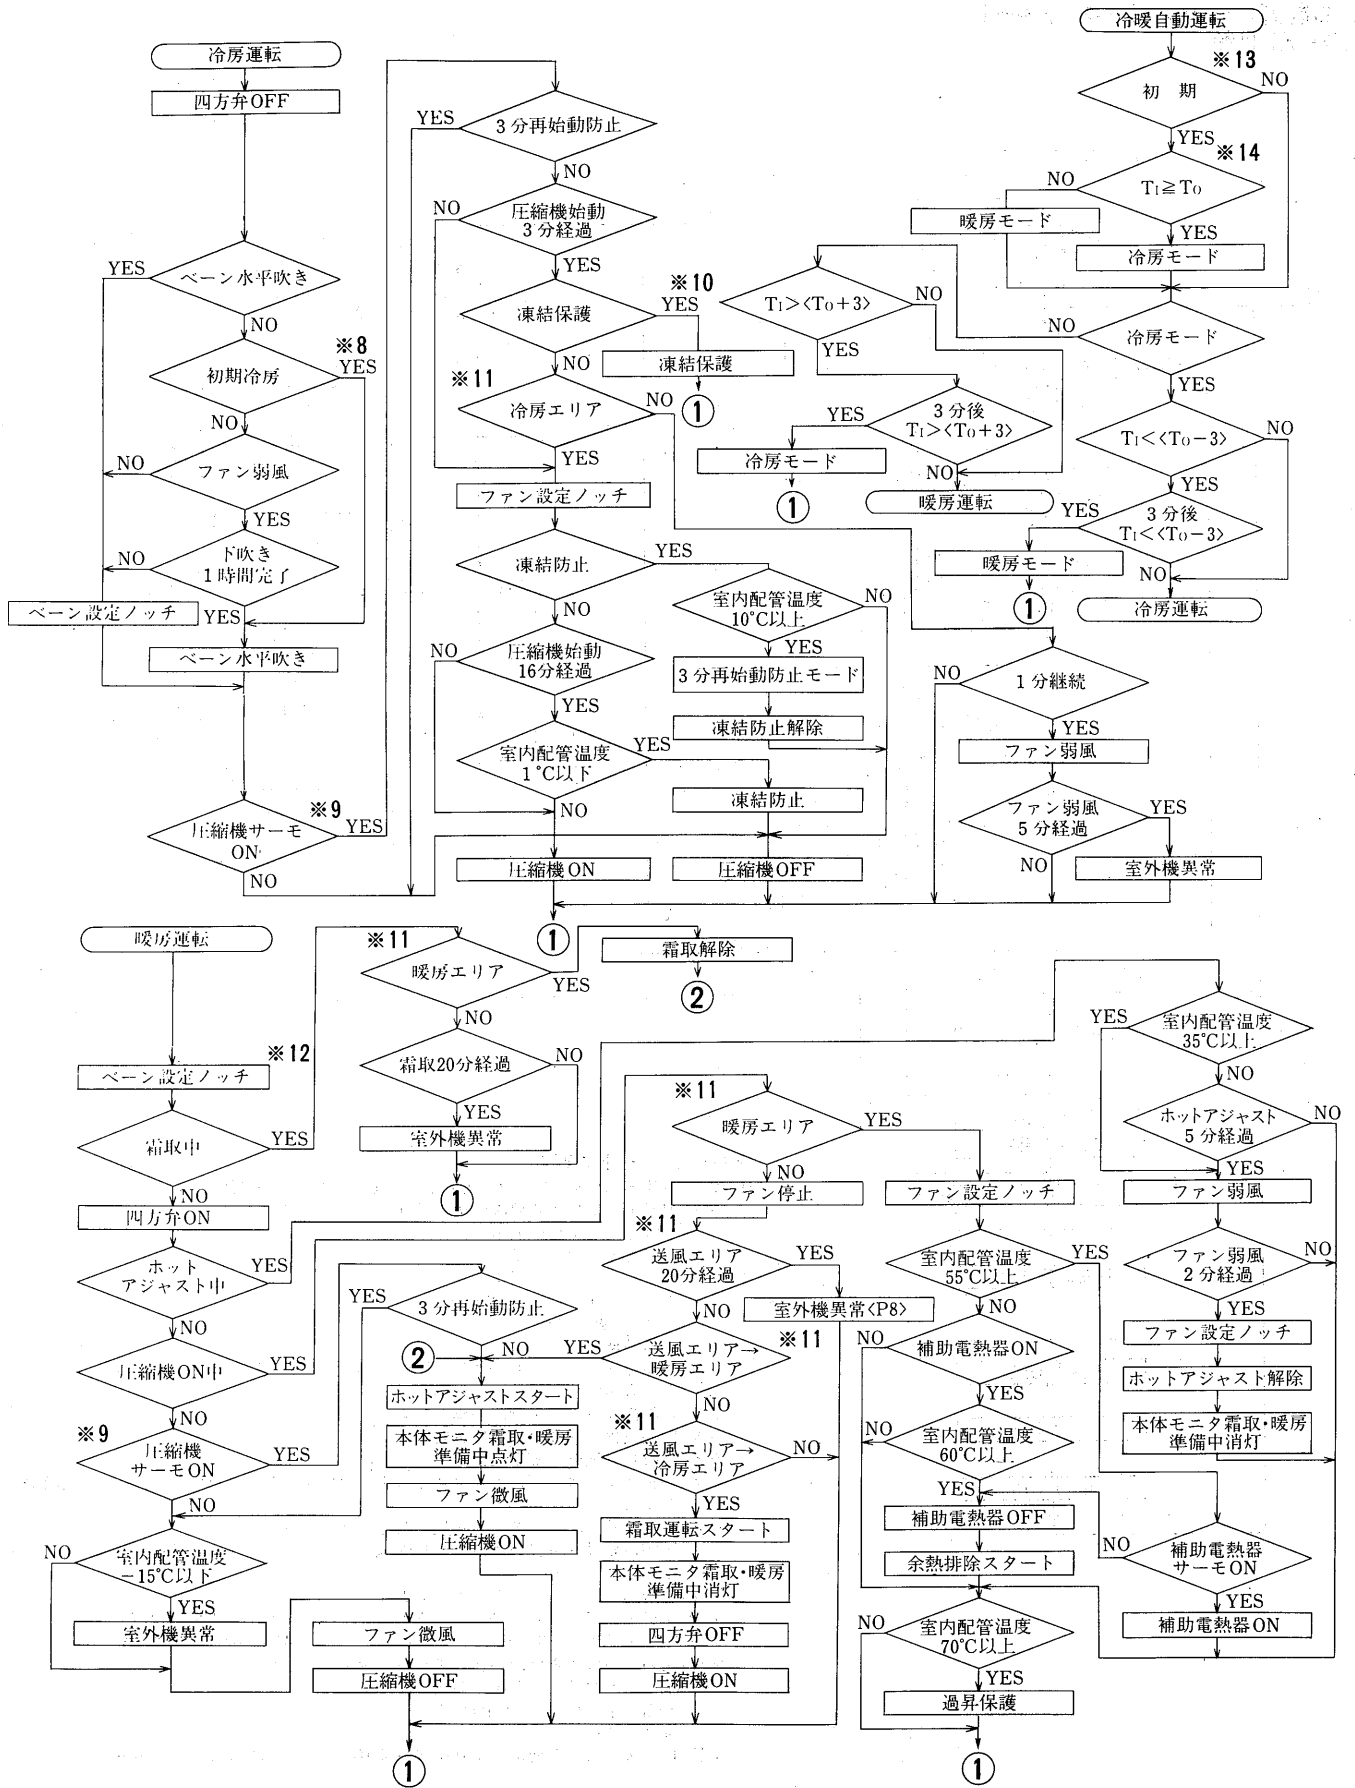 冷房運転
四方弁OFF
ベーン水平吹き
YES
NO
※8
初期冷房
YES
NO
ファン弱風
NO
YES
下吹き
1時間完了
NO
YES
ベーン設定ノッチ
ベーン水平吹き
※9
圧縮機サーモ
ON
YES
NO
3分再始動防止
YES
NO
圧縮機始動
3分経過
NO
YES
※10
凍結保護
YES
NO
凍結保護
①
※11
冷房エリア
NO
YES
ファン設定ノッチ
凍結防止
YES
NO
室内配管温度
10℃以上
NO
YES
3分再始動防止モード
凍結防止解除
圧縮機始動
16分経過
NO
YES
室内配管温度
1℃以下
YES
NO
凍結防止
圧縮機ON
圧縮機OFF
①
1分継続
NO
YES
ファン弱風
ファン弱風
5分経過
YES
NO
室外機異常
冷暖自動運転
※13
初 期
NO
YES
※14
TI≧TO
NO
YES
暖房モード
冷房モード
冷房モード
NO
YES
TI>〈TO+3〉
NO
YES
3分後
TI>〈TO+3〉
YES
NO
冷房モード
①
暖房運転
TI<〈TO−3〉
NO
YES
3分後
TI<〈TO−3〉
YES
NO
暖房モード
①
冷房運転
暖房運転
※12
ベーン設定ノッチ
霜取中
YES
NO
四方弁ON
ホット
アジャスト中
YES
NO
圧縮機ON中
YES
NO
※9
圧縮機
サーモON
YES
NO
室内配管温度
−15℃以下
NO
YES
室外機異常
ファン微風
圧縮機OFF
①
※11
暖房エリア
YES
NO
霜取解除
②
霜取20分経過
NO
YES
室外機異常
①
3分再始動防止
YES
NO
②
ホットアジャストスタート
本体モニタ霜取・暖房
準備中点灯
ファン微風
圧縮機ON
※11
暖房エリア
YES
NO
ファン停止
※11
送風エリア
20分経過
YES
NO
室外機異常〈P8〉
※11
送風エリア→
暖房エリア
YES
NO
※11
送風エリア→
冷房エリア
NO
YES
霜取運転スタート
本体モニタ霜取・暖房
準備中消灯
四方弁OFF
圧縮機ON
ファン設定ノッチ
室内配管温度
55℃以上
YES
NO
補助電熱器ON
NO
YES
室内配管温度
60℃以上
NO
YES
補助電熱器OFF
余熱排除スタート
室内配管温度
70℃以上
NO
YES
過昇保護
①
補助電熱器
サーモON
NO
YES
補助電熱器ON
室内配管温度
35℃以上
YES
NO
ホットアジャスト
5分経過
NO
YES
ファン弱風
ファン弱風
2分経過
NO
YES
ファン設定ノッチ
ホットアジャスト解除
本体モニタ霜取・暖房
準備中消灯